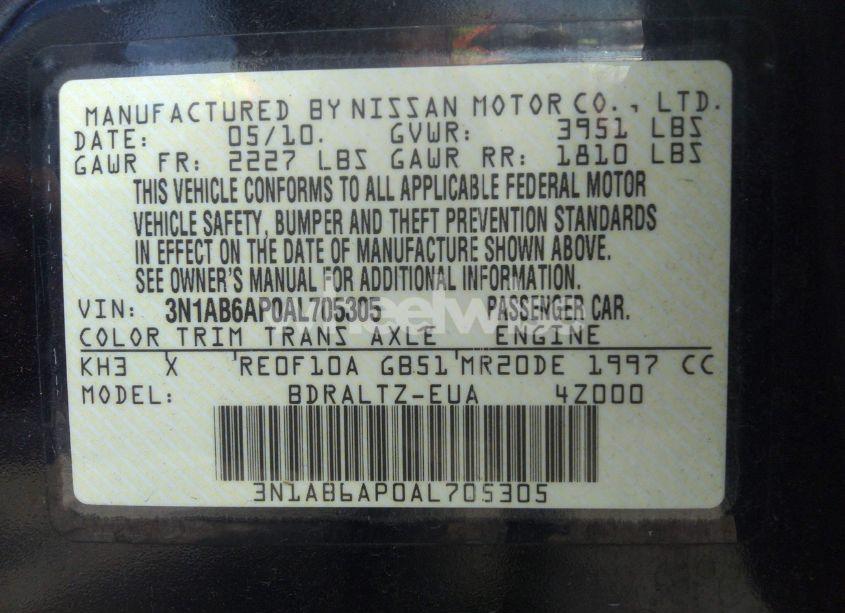 MANUFACTURED BY NISSAN MOTOR CO., LTD.
DATE: 05/10. GVWR: 3951 LBS
GAWR FR: 2227 LBS GAWR RR: 1810 LBS
THIS VEHICLE CONFORMS TO ALL APPLICABLE FEDERAL MOTOR
VEHICLE SAFETY, BUMPER AND THEFT PREVENTION STANDARDS
IN EFFECT ON THE DATE OF MANUFACTURE SHOWN ABOVE.
SEE OWNER'S MANUAL FOR ADDITIONAL INFORMATION.
VIN: 3N1AB6AP0AL705305 PASSENGER CAR.
COLOR TRIM TRANS AXLE ENGINE
KH3 X RE0F10A GB51 MR20DE 1997 CC
MODEL: BDRALTZ-EUA 4Z000
3N1AB6AP0AL705305